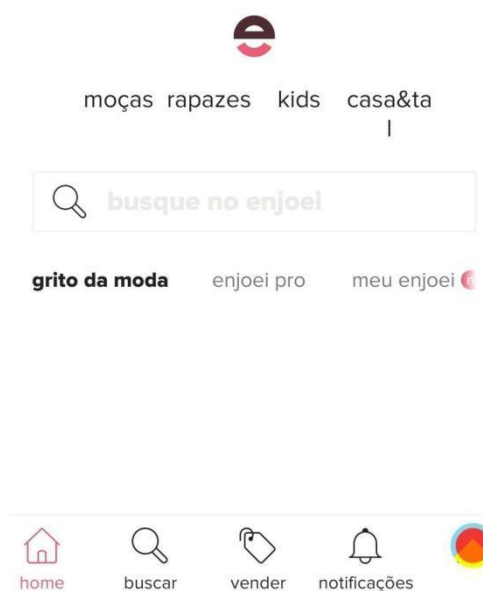 moças rapazes kids casa&ta
l
busque no enjoei
grito da moda enjoei pro meu enjoei
home buscar vender notificações